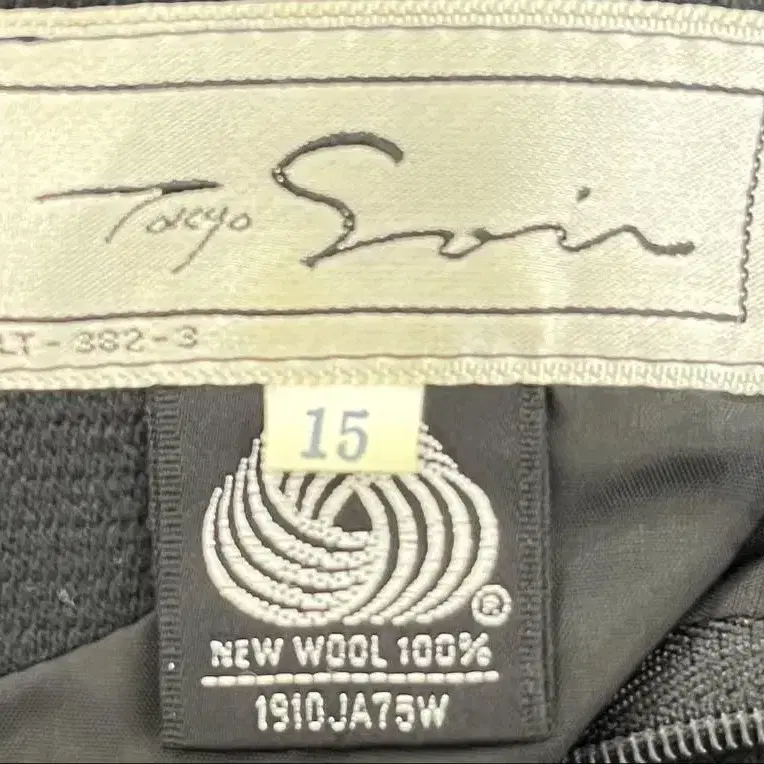 Tokyo Soir
LT-382-3
15
®
NEW WOOL 100%
1910JA75W